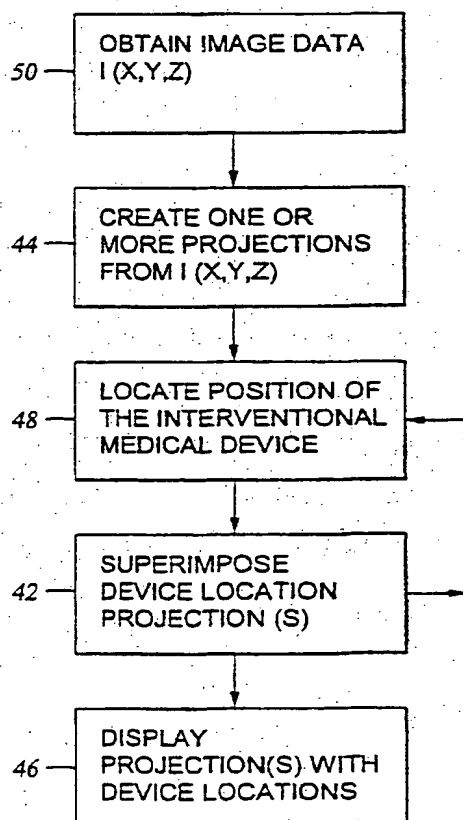 50
OBTAIN IMAGE DATA
I (X,Y,Z)
44
CREATE ONE OR
MORE PROJECTIONS
FROM I (X,Y,Z)
48
LOCATE POSITION OF
THE INTERVENTIONAL
MEDICAL DEVICE
42
SUPERIMPOSE
DEVICE LOCATION
PROJECTION (S)
46
DISPLAY
PROJECTION(S) WITH
DEVICE LOCATIONS